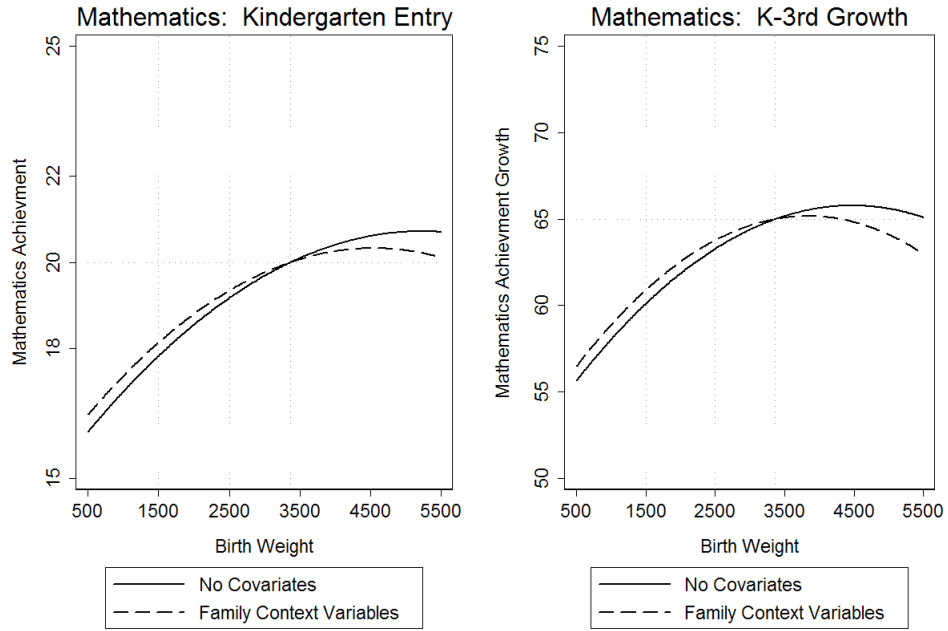 Mathematics:  Kindergarten Entry
Mathematics Achievment
25
22
20
18
15
500 1500 2500 3500 4500 5500
Birth Weight
No Covariates
Family Context Variables
Mathematics:  K-3rd Growth
Mathematics Achievment Growth
75
70
65
60
55
50
500 1500 2500 3500 4500 5500
Birth Weight
No Covariates
Family Context Variables